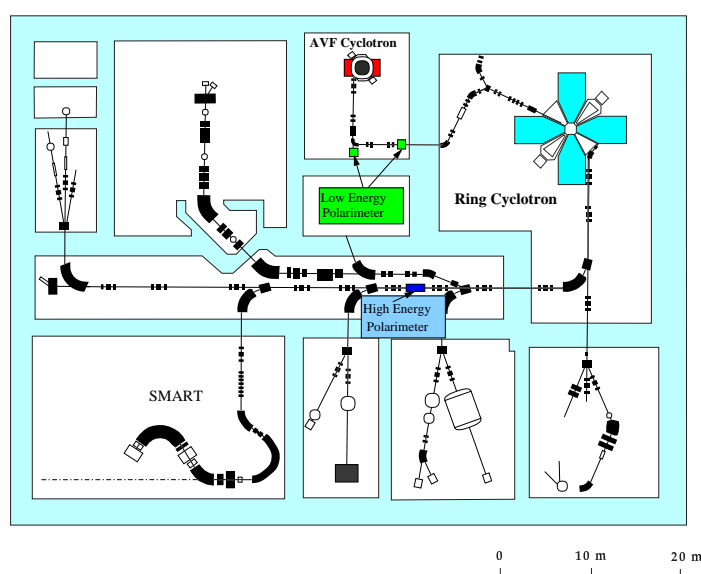 AVF Cyclotron
Low Energy
Polarimeter
Ring Cyclotron
High Energy
Polarimeter
SMART
0 10 m 20 m